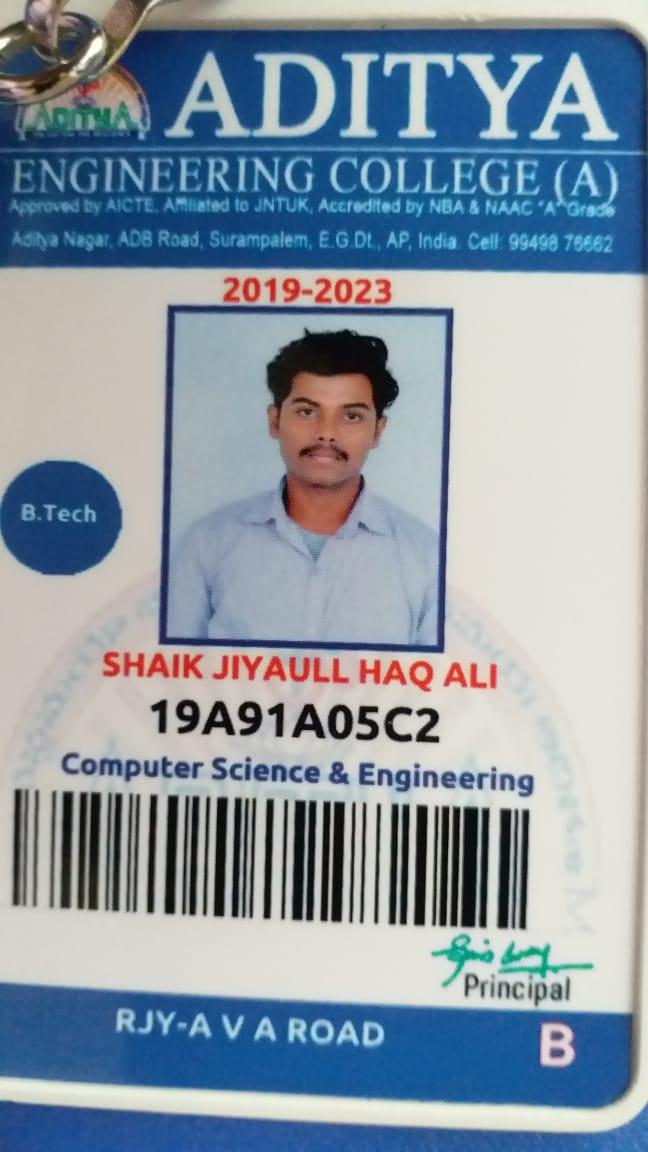 ADITYA
ADITYA
ENGINEERING COLLEGE (A)
Approved by AICTE, Affiliated to JNTUK, Accredited by NBA & NAAC "A" Grade
Aditya Nagar, ADB Road, Surampalem, E.G.Dt., AP, India. Cell: 99498 76662
2019-2023
B.Tech
SHAIK JIYAULL HAQ ALI
19A91A05C2
Computer Science & Engineering
Principal
RJY-A V A ROAD
B